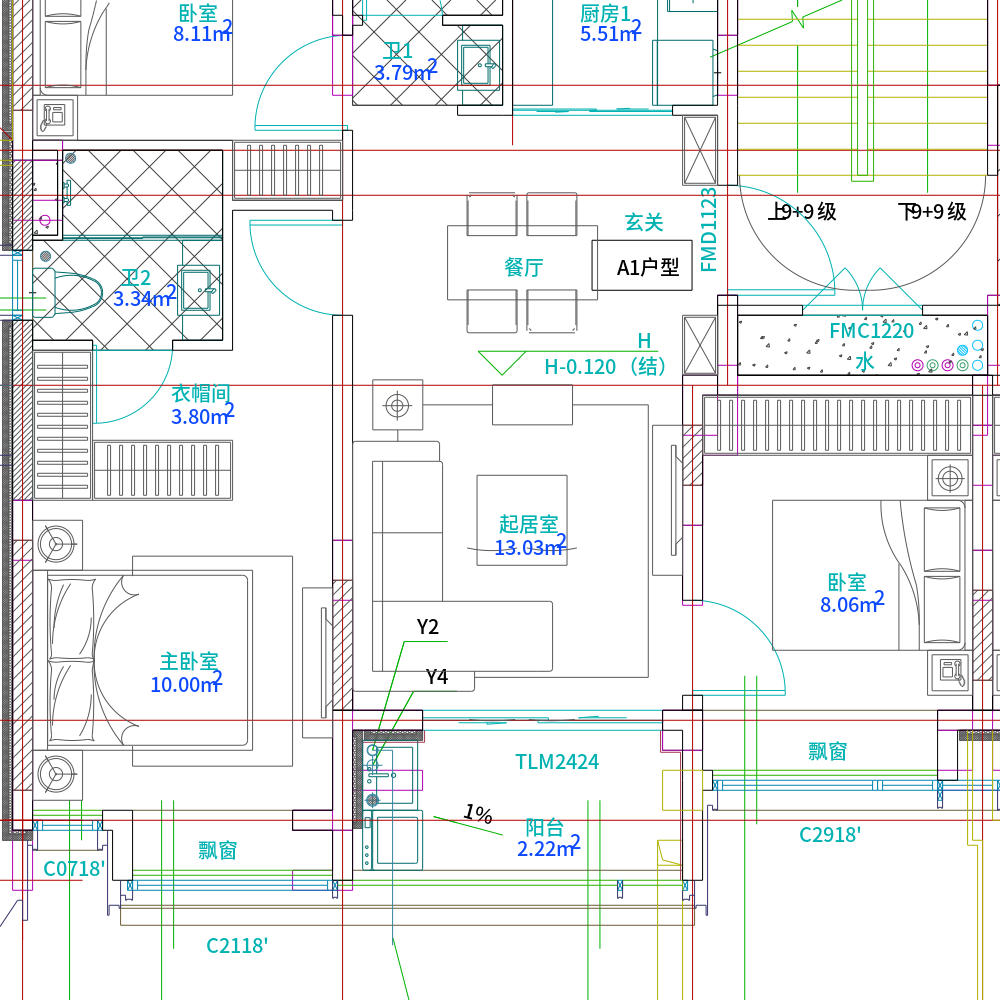 卧室
8.11m2
卫1
3.79m2
厨房1
5.51m2
上9+9 级
下9+9 级
玄关
FMD1123
餐厅
A1户型
卫2
3.34m2
FMC1220
水
H
H-0.120（结）
衣帽间
3.80m2
起居室
13.03m2
卧室
8.06m2
Y2
主卧室
10.00m2
Y4
TLM2424
飘窗
1%
阳台
2.22m2
C2918'
飘窗
C0718'
C2118'